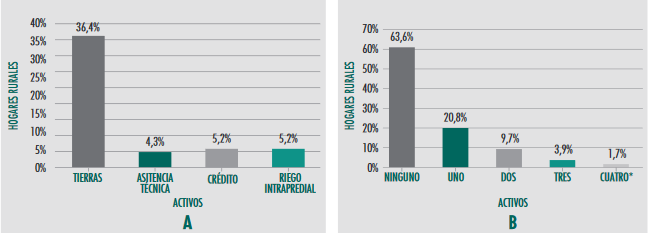 HOGARES RURALES
40%
35%
30%
25%
20%
15%
10%
5%
0%
36,4%
4,3%
5,2%
5,2%
TIERRAS
ASITENCIA
TÉCNICA
CRÉDITO
RIEGO
INTRAPREDIAL
ACTIVOS
A
HOGARES RURALES
70%
60%
50%
40%
30%
20%
10%
0%
63,6%
20,8%
9,7%
3,9%
1,7%
NINGUNO
UNO
DOS
TRES
CUATRO*
ACTIVOS
B